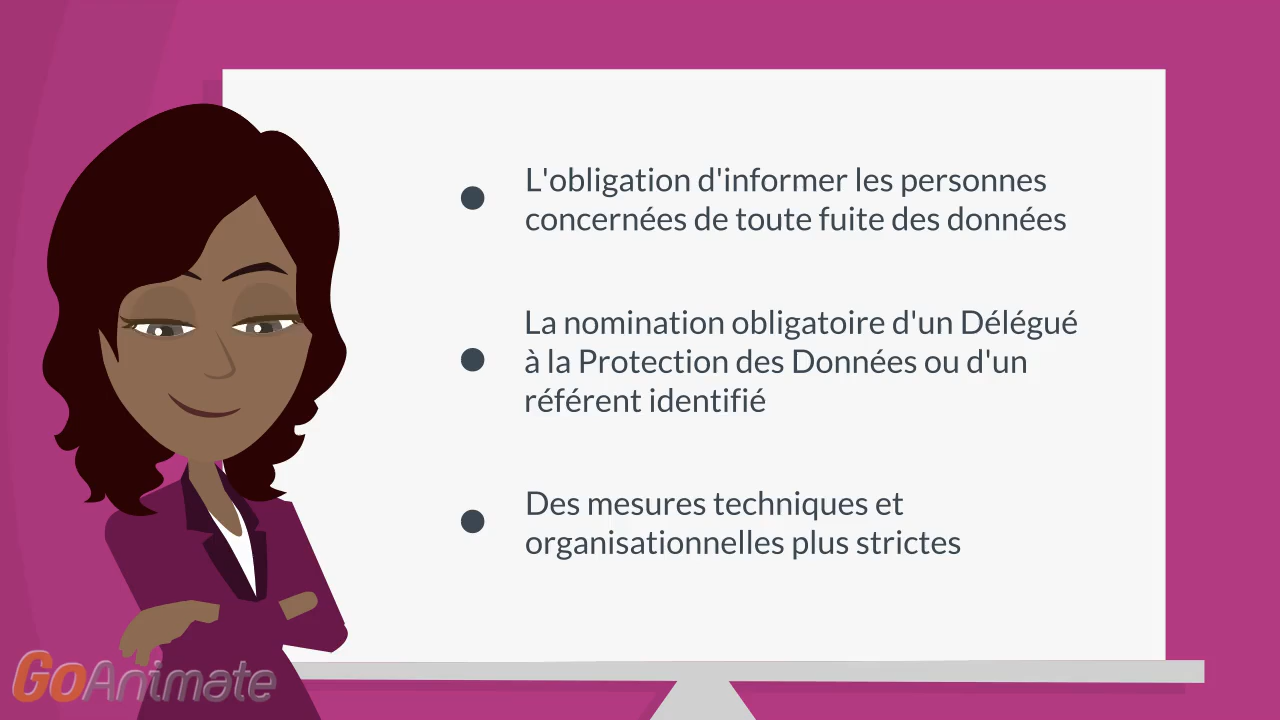 L'obligation d'informer les personnes
concernées de toute fuite des données
La nomination obligatoire d'un Délégué
à la Protection des Données ou d'un
référent identifié
Des mesures techniques et
organisationnelles plus strictes
GoAnimate